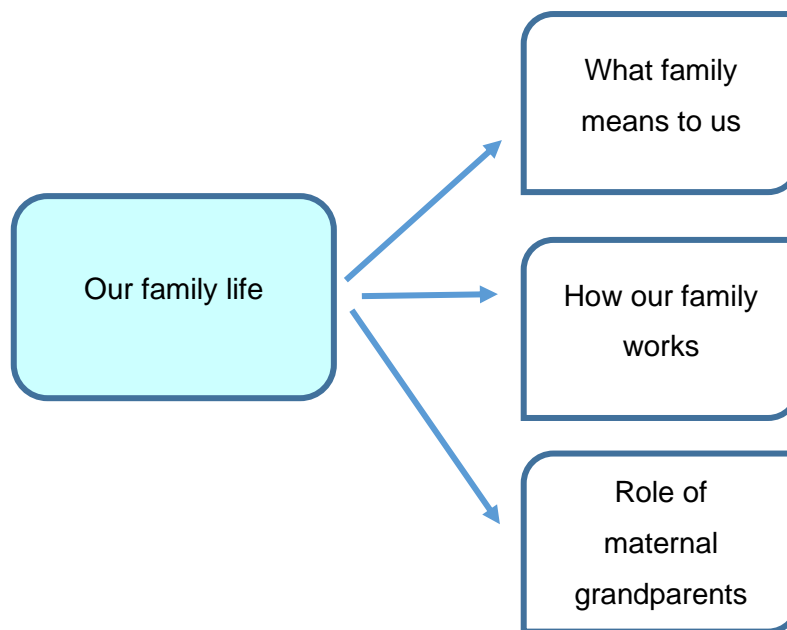 Our family life
What family
means to us
How our family
works
Role of
maternal
grandparents